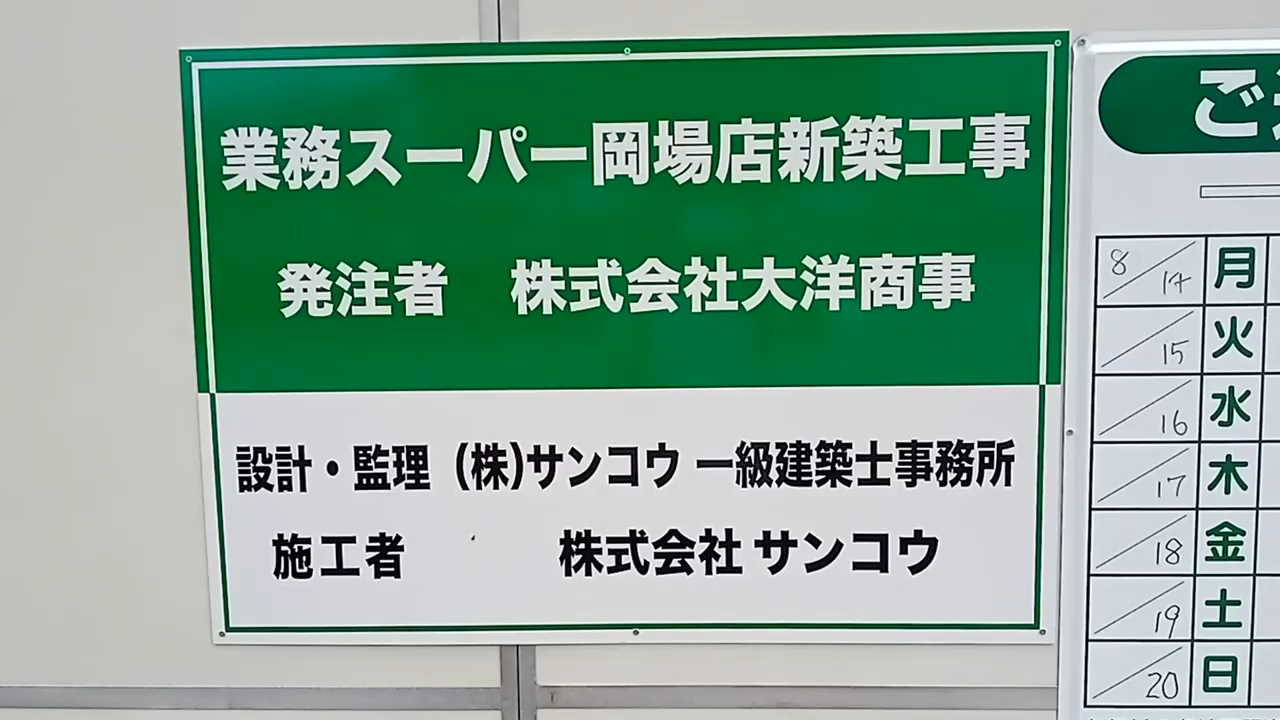 業務スーパー岡場店新築工事
発注者 株式会社大洋商事
設計・監理 (株)サンコウ 一級建築士事務所
施工者 株式会社 サンコウ
8/14 月
/15 火
/16 水
/17 木
/18 金
/19 土
/20 日